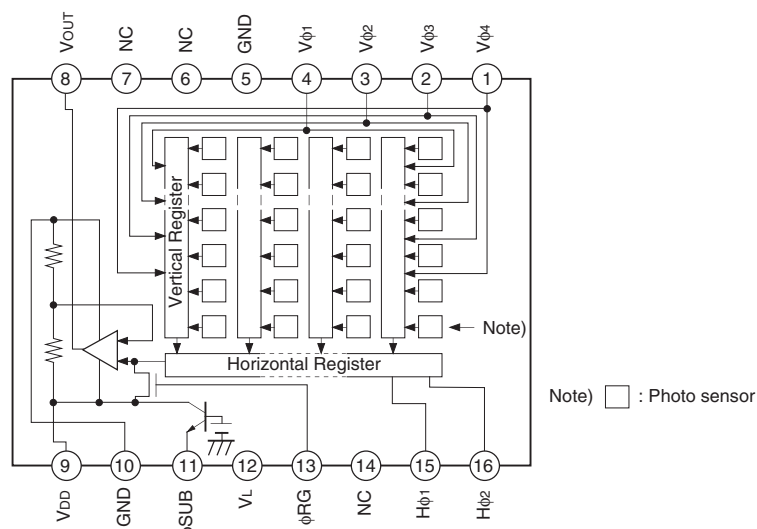 VOUT
NC
NC
GND
Vφ1
Vφ2
Vφ3
Vφ4
8
7
6
5
4
3
2
1
Vertical Register
Note)
Horizontal Register
Note) : Photo sensor
9
10
11
12
13
14
15
16
VDD
GND
φSUB
VL
φRG
NC
Hφ1
Hφ2